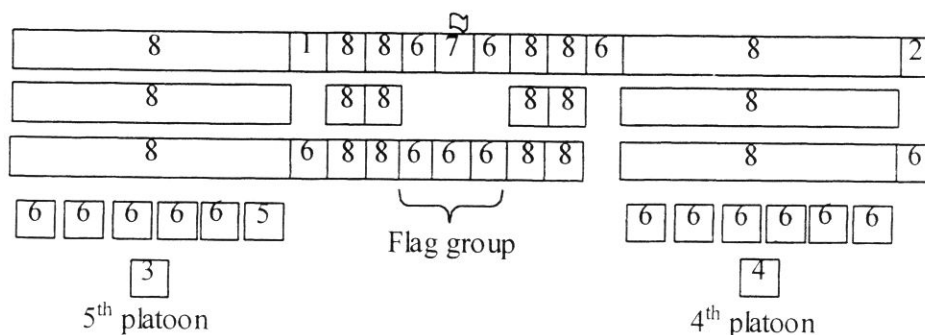 8 1 8 8 6 7 6 8 8 6 8 2
8 8 8 8 8 8
8 6 8 8 6 6 6 8 8 8 6
6 6 6 6 6 5 6 6 6 6 6 6
Flag group
3 4
5th platoon 4th platoon